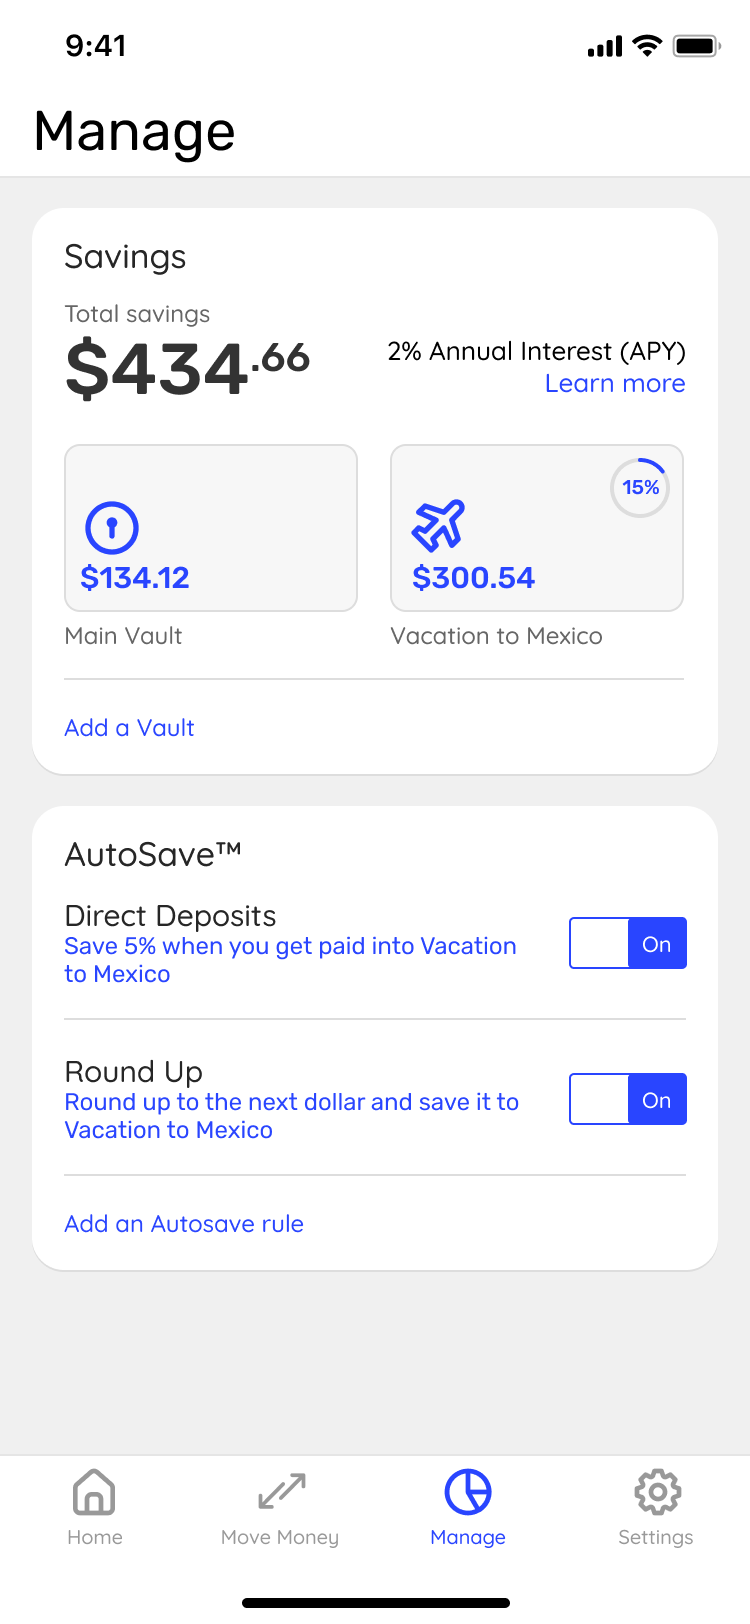 9:41
Manage
Savings
Total savings
$434.66
2% Annual Interest (APY)
Learn more
15%
$134.12
$300.54
Main Vault
Vacation to Mexico
Add a Vault
AutoSave™
Direct Deposits
Save 5% when you get paid into Vacation
to Mexico
On
Round Up
Round up to the next dollar and save it to
Vacation to Mexico
On
Add an Autosave rule
Home
Move Money
Manage
Settings